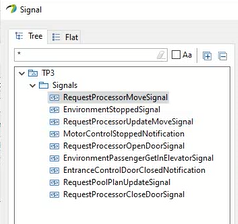 Signal
Tree Flat
* Aa
TP3
Signals
RequestProcessorMoveSignal
EnvironmentStoppedSignal
RequestProcessorUpdateMoveSignal
MotorControlStoppedNotification
RequestProcessorOpenDoorSignal
EnvironmentPassengerGetInElevatorSignal
EntranceControlDoorClosedNotification
RequestPoolPlanUpdateSignal
RequestProcessorCloseDoorSignal